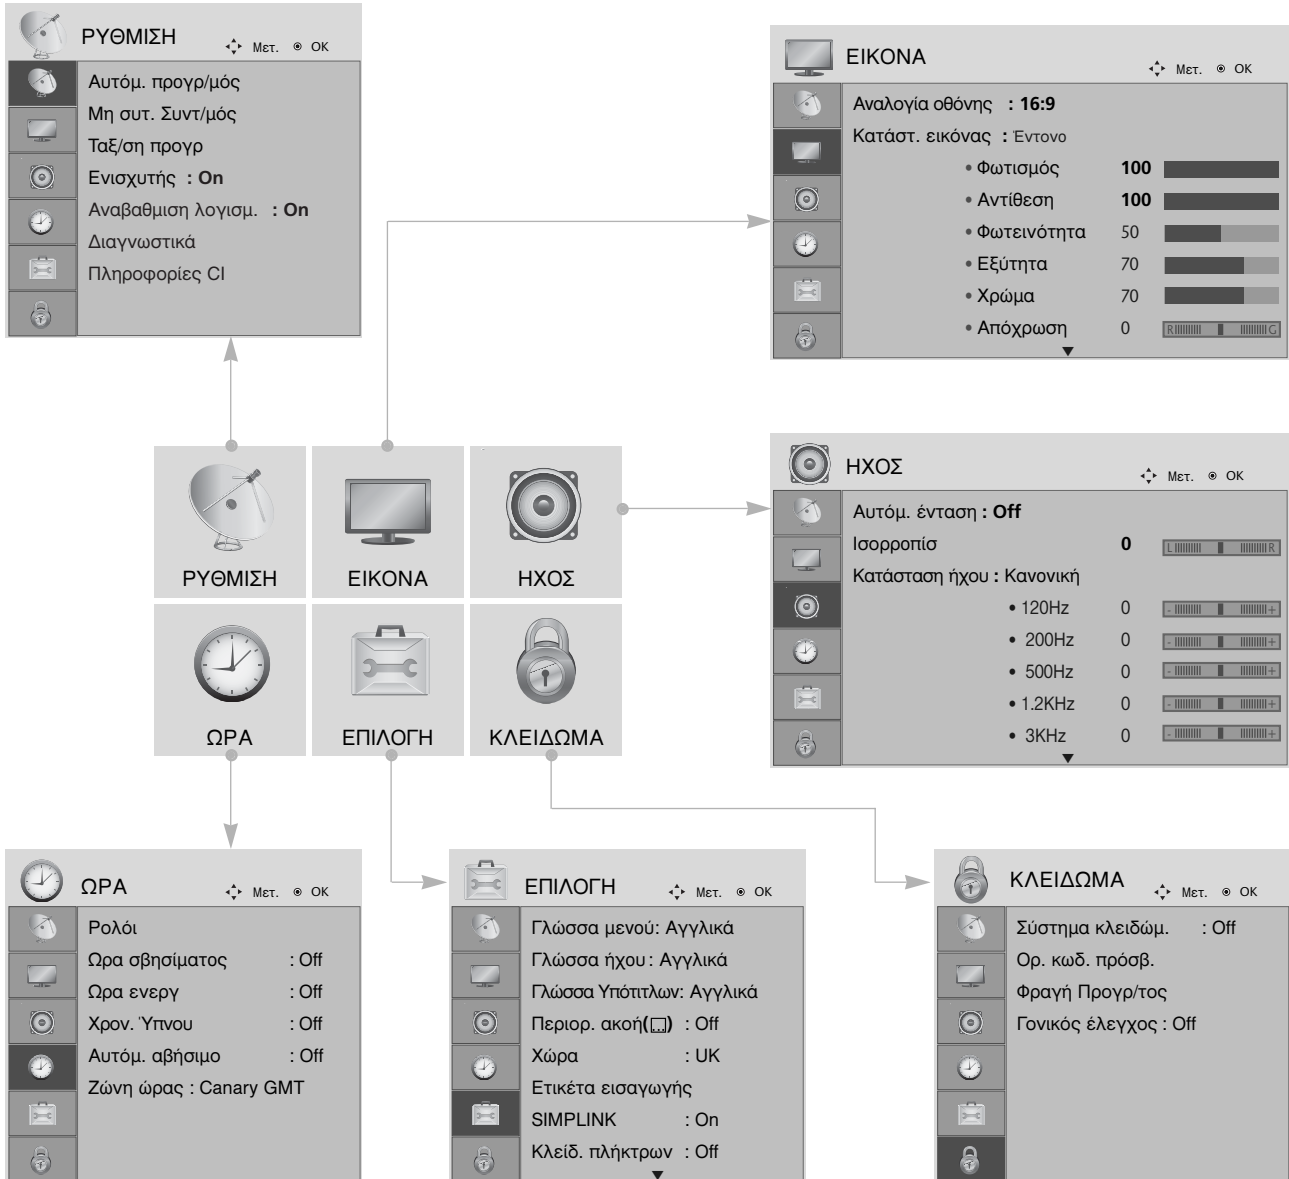 ΡΥΘΜΙΣΗ Μετ. OK
Αυτόμ. προγρ/μός
Μη συτ. Συντ/μός
Ταξ/ση προγρ
Ενισχυτής : On
Αναβαθμιση λογισμ. : On
Διαγνωστικά
Πληροφορίες CI
ΕΙΚΟΝΑ Μετ. OK
Αναλογία οθόνης : 16:9
Κατάστ. εικόνας : Έντονο
• Φωτισμός 100
• Αντίθεση 100
• Φωτεινότητα 50
• Εξύτητα 70
• Χρώμα 70
• Απόχρωση 0 R G
ΡΥΘΜΙΣΗ
ΕΙΚΟΝΑ
ΗΧΟΣ
ΩΡΑ
ΕΠΙΛΟΓΗ
ΚΛΕΙΔΩΜΑ
ΗΧΟΣ Μετ. OK
Αυτόμ. ένταση : Off
Ισορροπίσ 0 L R
Κατάσταση ήχου : Κανονική
• 120Hz 0 - +
• 200Hz 0 - +
• 500Hz 0 - +
• 1.2KHz 0 - +
• 3KHz 0 - +
ΩΡΑ Μετ. OK
Ρολόι
Ωρα σβησίματος : Off
Ωρα ενεργ : Off
Χρον. Ύπνου : Off
Αυτόμ. αβήσιμο : Off
Ζώνη ώρας : Canary GMT
ΕΠΙΛΟΓΗ Μετ. OK
Γλώσσα μενού: Αγγλικά
Γλώσσα ήχου : Αγγλικά
Γλώσσα Υπότιτλων: Αγγλικά
Περιορ. ακοή( ) : Off
Χώρα : UK
Ετικέτα εισαγωγής
SIMPLINK : On
Κλείδ. πλήκτρων : Off
ΚΛΕΙΔΩΜΑ Μετ. OK
Σύστημα κλειδώμ. : Off
Ορ. κωδ. πρόσβ.
Φραγή Προγρ/τος
Γονικός έλεγχος : Off